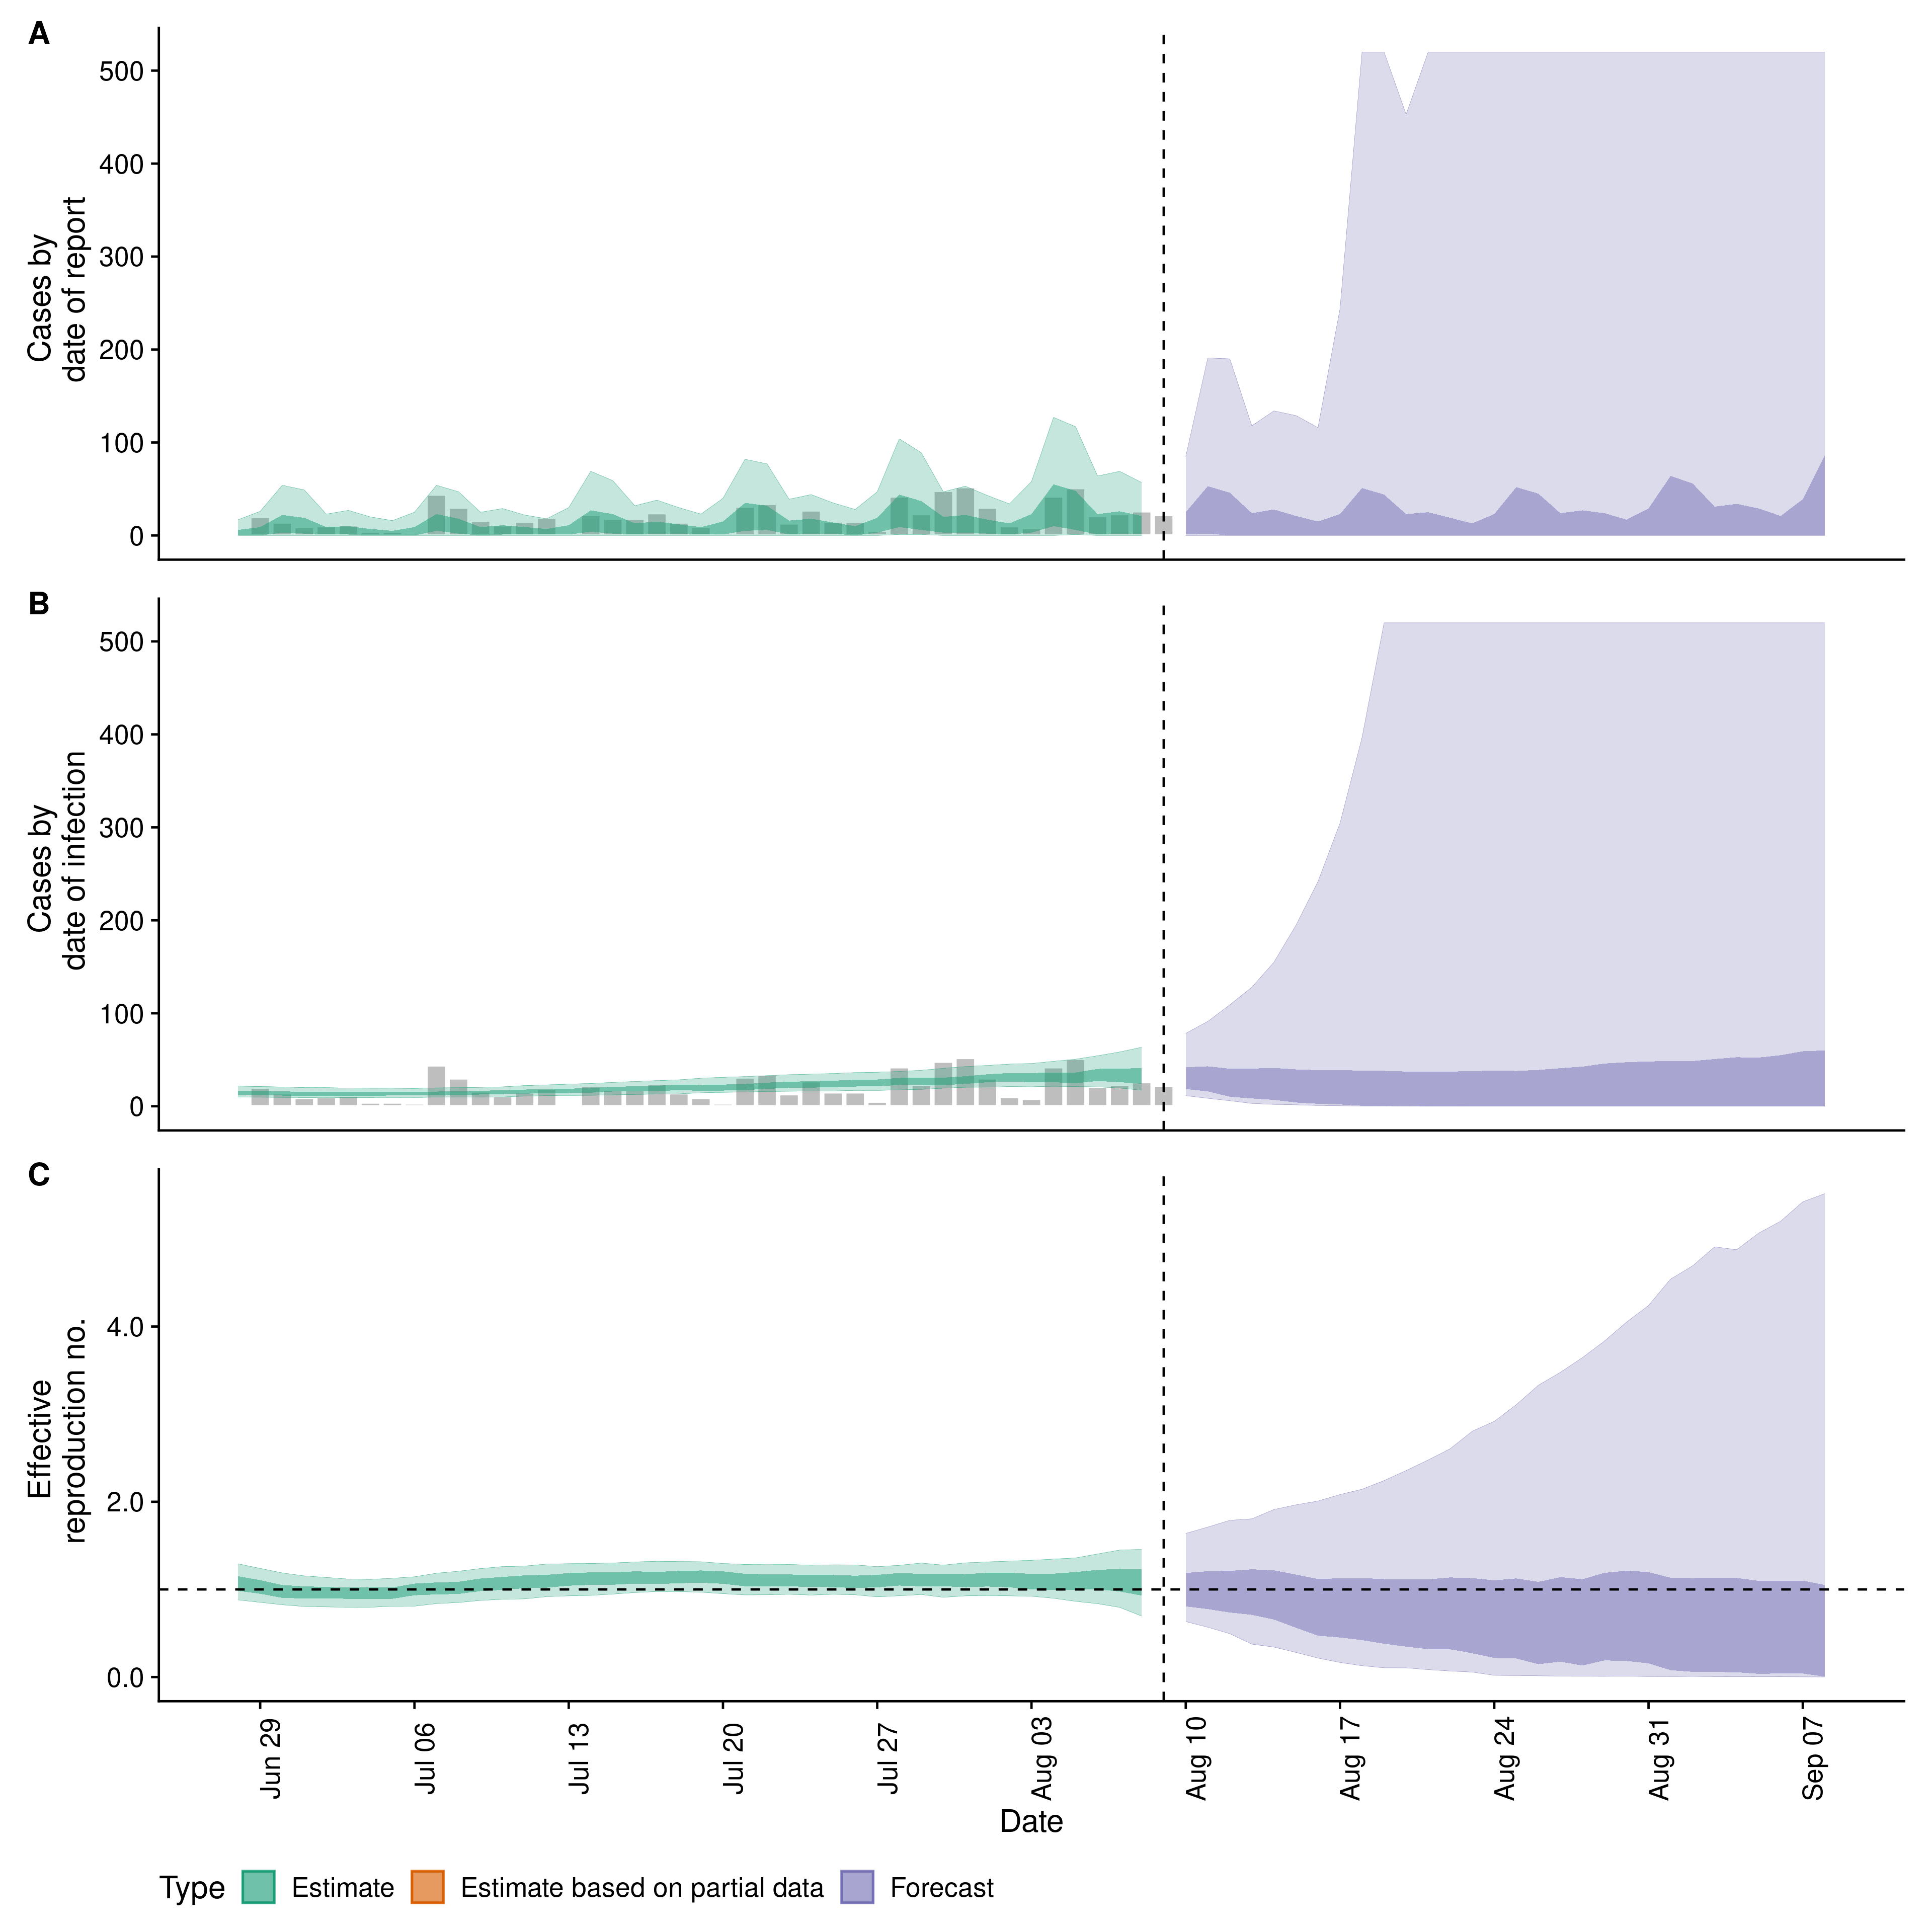 A
500
400
300
200
100
0
Cases by
date of report
B
500
400
300
200
100
0
Cases by
date of infection
C
4.0
2.0
0.0
Effective
reproduction no.
Jun 29
Jul 06
Jul 13
Jul 20
Jul 27
Aug 03
Aug 10
Aug 17
Aug 24
Aug 31
Sep 07
Date
Type Estimate Estimate based on partial data Forecast